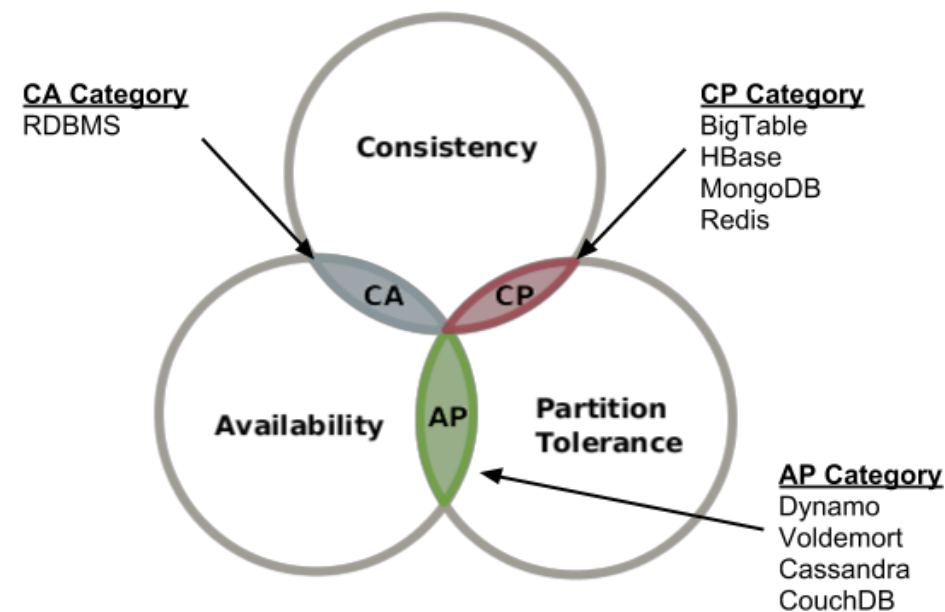 CA Category
RDBMS
CP Category
BigTable
HBase
MongoDB
Redis
Consistency
CA
CP
AP
Availability
Partition
Tolerance
AP Category
Dynamo
Voldemort
Cassandra
CouchDB